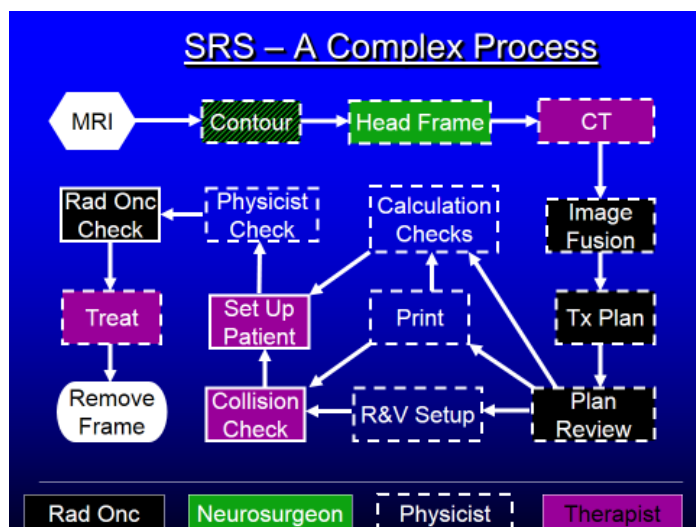 SRS – A Complex Process
MRI
Contour
Head Frame
CT
Rad Onc
Check
Physicist
Check
Calculation
Checks
Image
Fusion
Treat
Set Up
Patient
Print
Tx Plan
Remove
Frame
Collision
Check
R&V Setup
Plan
Review
Rad Onc
Neurosurgeon
Physicist
Therapist